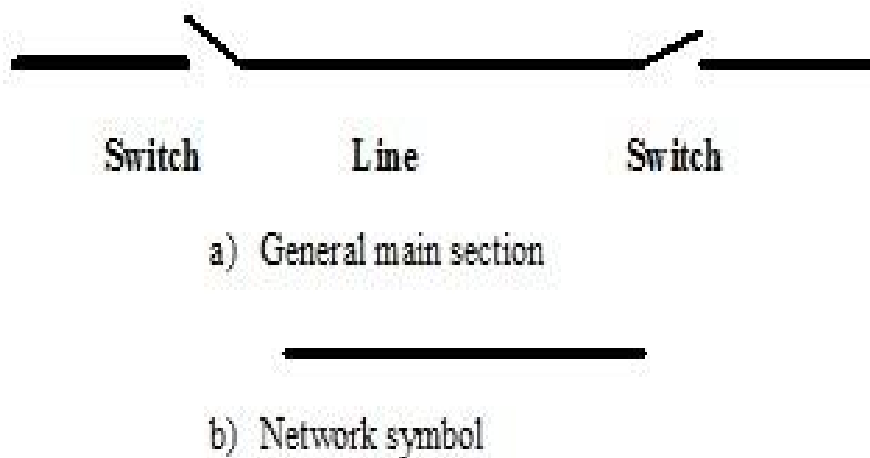 Switch Line Switch
a) General main section
b) Network symbol